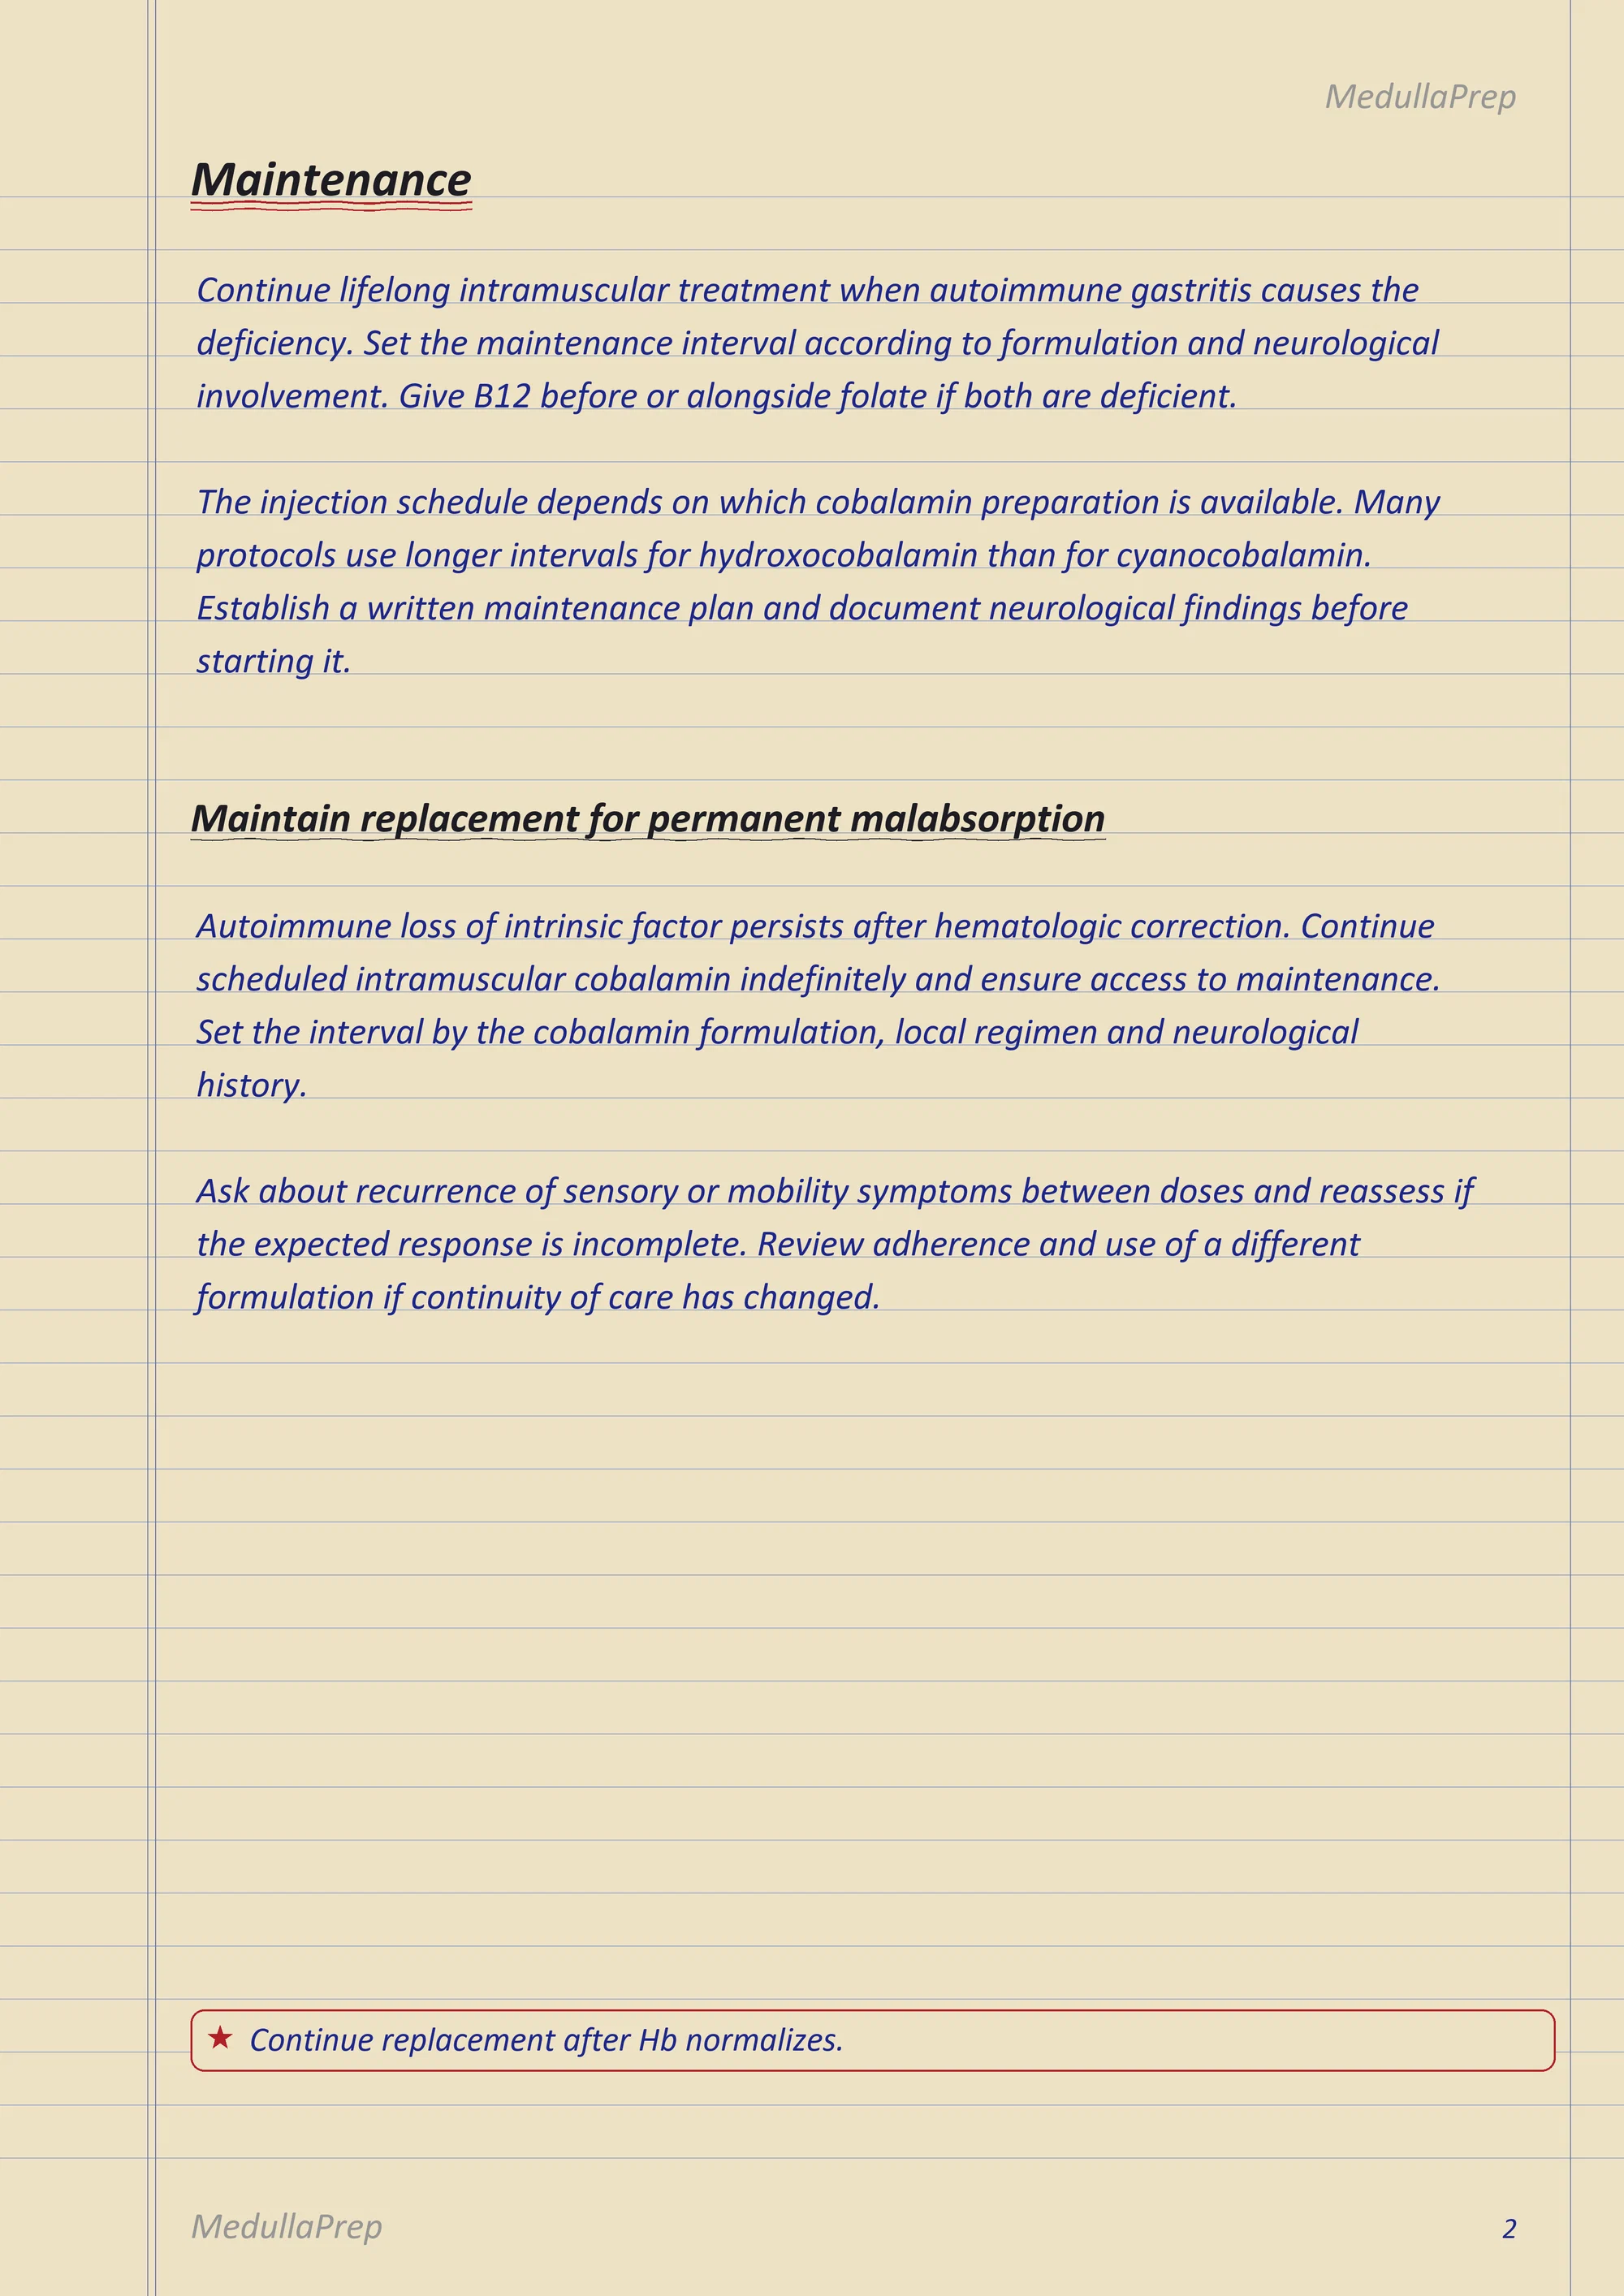 MedullaPrep
Maintenance
Continue lifelong intramuscular treatment when autoimmune gastritis causes the
deficiency. Set the maintenance interval according to formulation and neurological
involvement. Give B12 before or alongside folate if both are deficient.
The injection schedule depends on which cobalamin preparation is available. Many
protocols use longer intervals for hydroxocobalamin than for cyanocobalamin.
Establish a written maintenance plan and document neurological findings before
starting it.
Maintain replacement for permanent malabsorption
Autoimmune loss of intrinsic factor persists after hematologic correction. Continue
scheduled intramuscular cobalamin indefinitely and ensure access to maintenance.
Set the interval by the cobalamin formulation, local regimen and neurological
history.
Ask about recurrence of sensory or mobility symptoms between doses and reassess if
the expected response is incomplete. Review adherence and use of a different
formulation if continuity of care has changed.
★ Continue replacement after Hb normalizes.
MedullaPrep
2